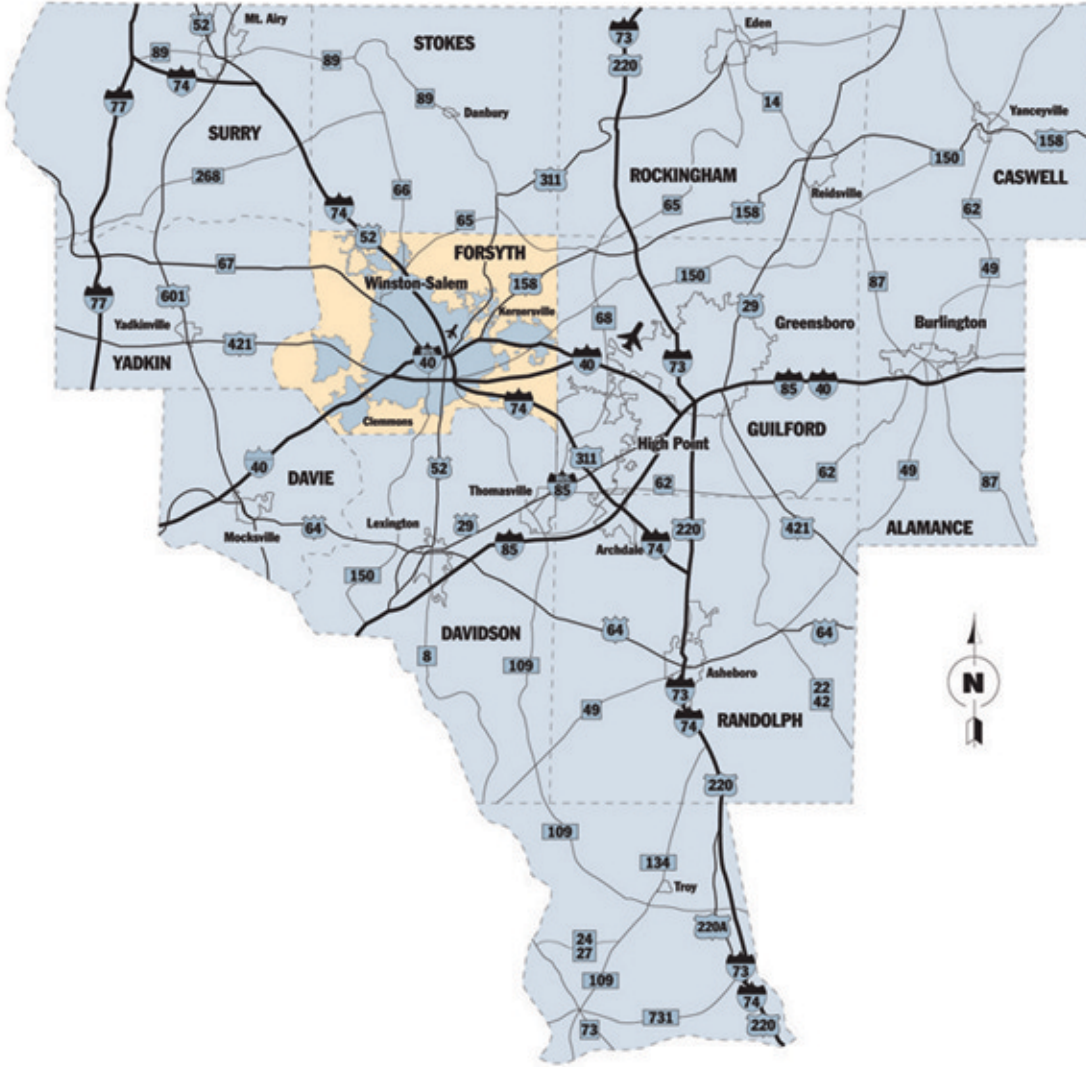 Mt. Airy
52
Eden
73
STOKES
89
89
220
74
77
89
14
Danbury
Yanceyville
SURRY
158
150
268
311
ROCKINGHAM
CASWELL
66
Reidsville
74
65
62
65
158
52
FORSYTH
67
150
49
Winston-Salem
158
87
77
601
29
Kernersville
68
Yadkinville
Greensboro
Burlington
421
YADKIN
40
40
73
85
40
74
Clemmons
GUILFORD
High Point
311
40
52
DAVIE
62
49
Thomasville
85
62
87
Lexington
29
64
220
421
ALAMANCE
Mocksville
85
Archdale
74
150
DAVIDSON
64
64
8
109
Asheboro
N
73
22
42
49
74
RANDOLPH
220
109
134
Troy
220A
24
27
73
109
74
731
73
220